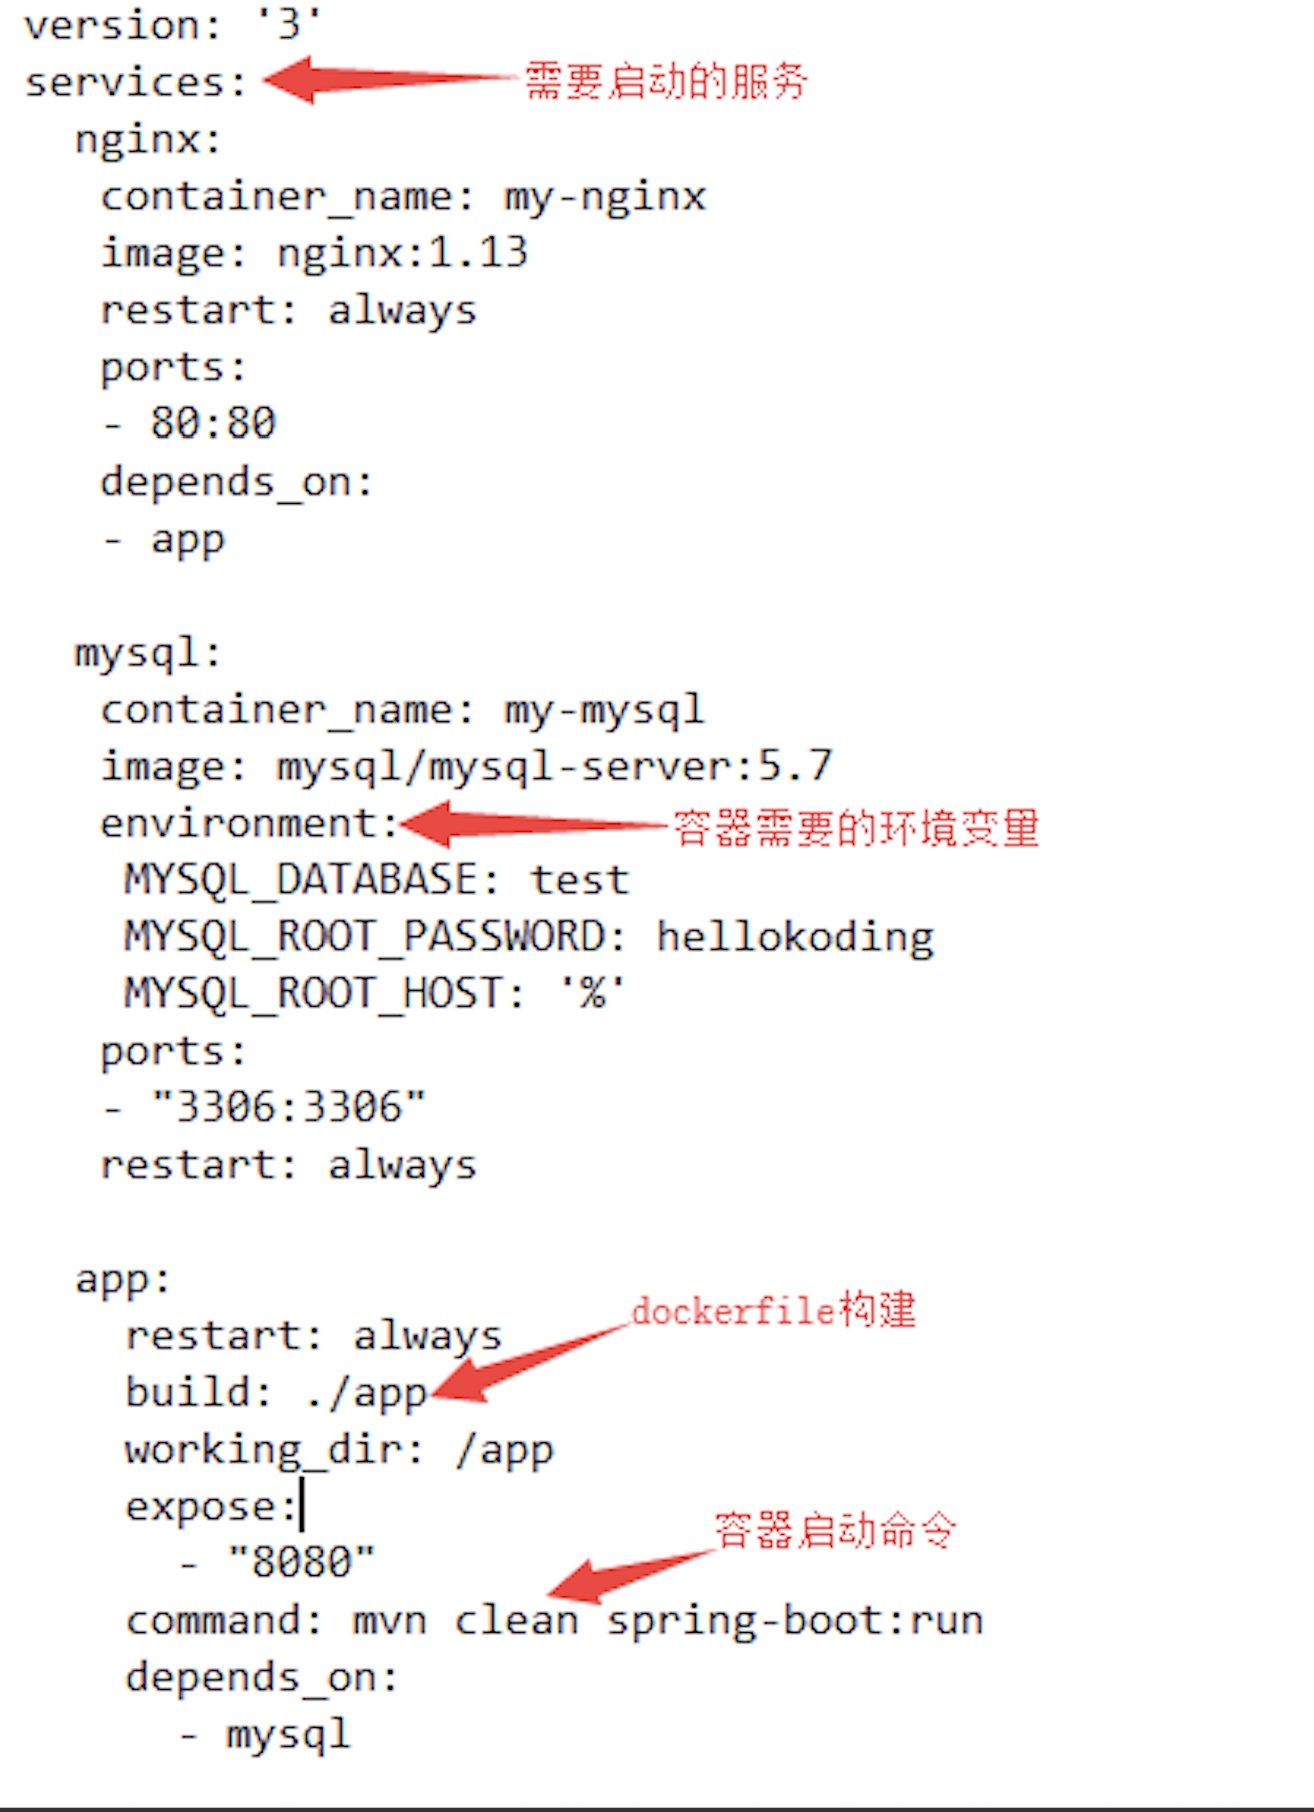 version: '3'
services:
需要启动的服务
nginx:
container_name: my-nginx
image: nginx:1.13
restart: always
ports:
- 80:80
depends_on:
- app
mysql:
container_name: my-mysql
image: mysql/mysql-server:5.7
environment:
容器需要的环境变量
MYSQL_DATABASE: test
MYSQL_ROOT_PASSWORD: hellokoding
MYSQL_ROOT_HOST: '%'
ports:
- "3306:3306"
restart: always
app:
dockerfile构建
restart: always
build: ./app
working_dir: /app
expose:
容器启动命令
- "8080"
command: mvn clean spring-boot:run
depends_on:
- mysql